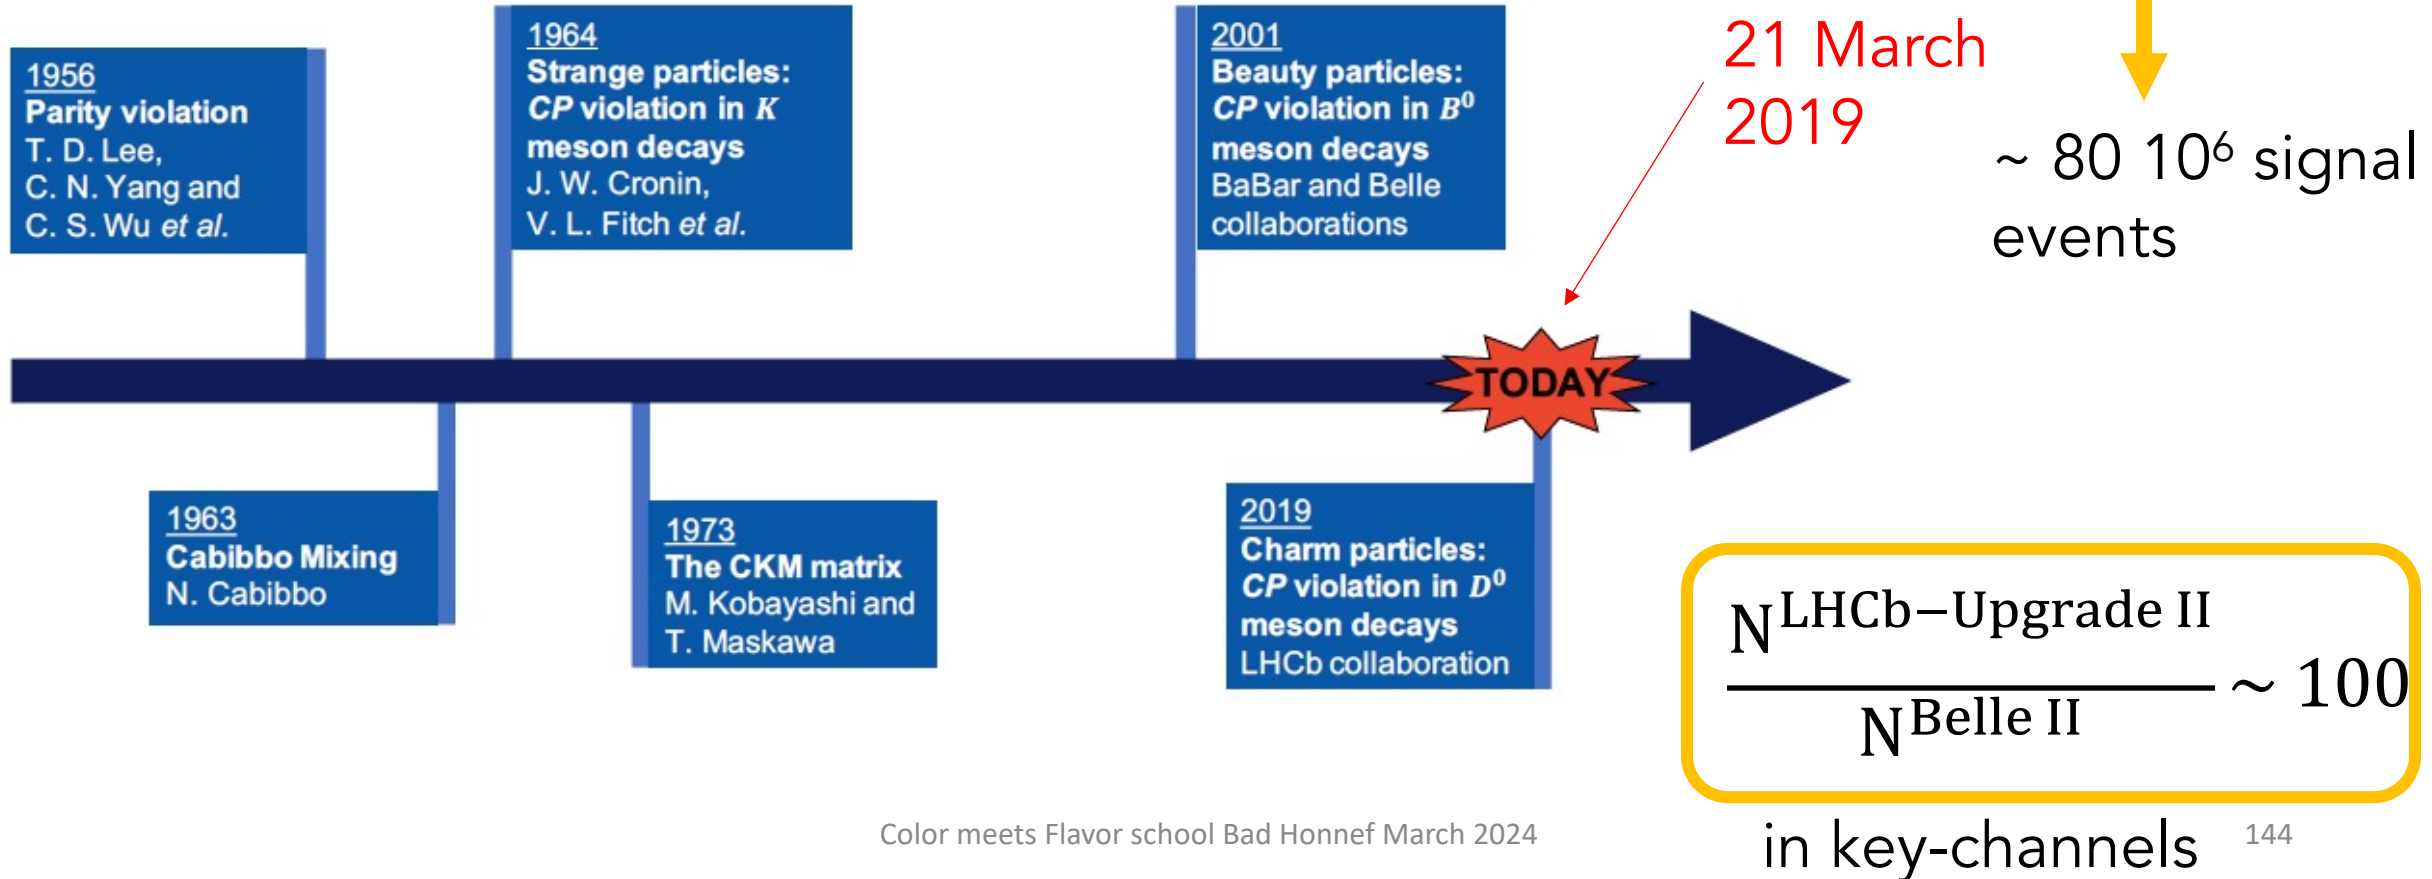 1956
Parity violation
T. D. Lee,
C. N. Yang and
C. S. Wu et al.
1964
Strange particles:
CP violation in K
meson decays
J. W. Cronin,
V. L. Fitch et al.
2001
Beauty particles:
CP violation in B⁰
meson decays
BaBar and Belle
collaborations
21 March
2019
~ 80 10⁶ signal
events
TODAY
1963
Cabibbo Mixing
N. Cabibbo
1973
The CKM matrix
M. Kobayashi and
T. Maskawa
2019
Charm particles:
CP violation in D⁰
meson decays
LHCb collaboration
N^LHCb−Upgrade II
~ 100
N^Belle II
in key-channels
Color meets Flavor school Bad Honnef March 2024
144